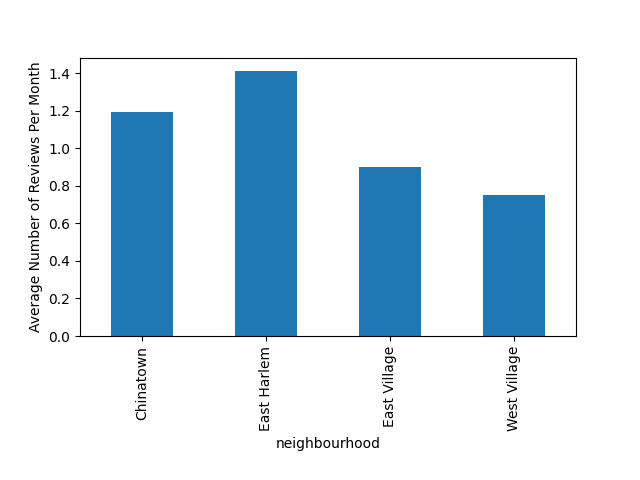 Average Number of Reviews Per Month
1.4
1.2
1.0
0.8
0.6
0.4
0.2
0.0
Chinatown
East Harlem
East Village
West Village
neighbourhood